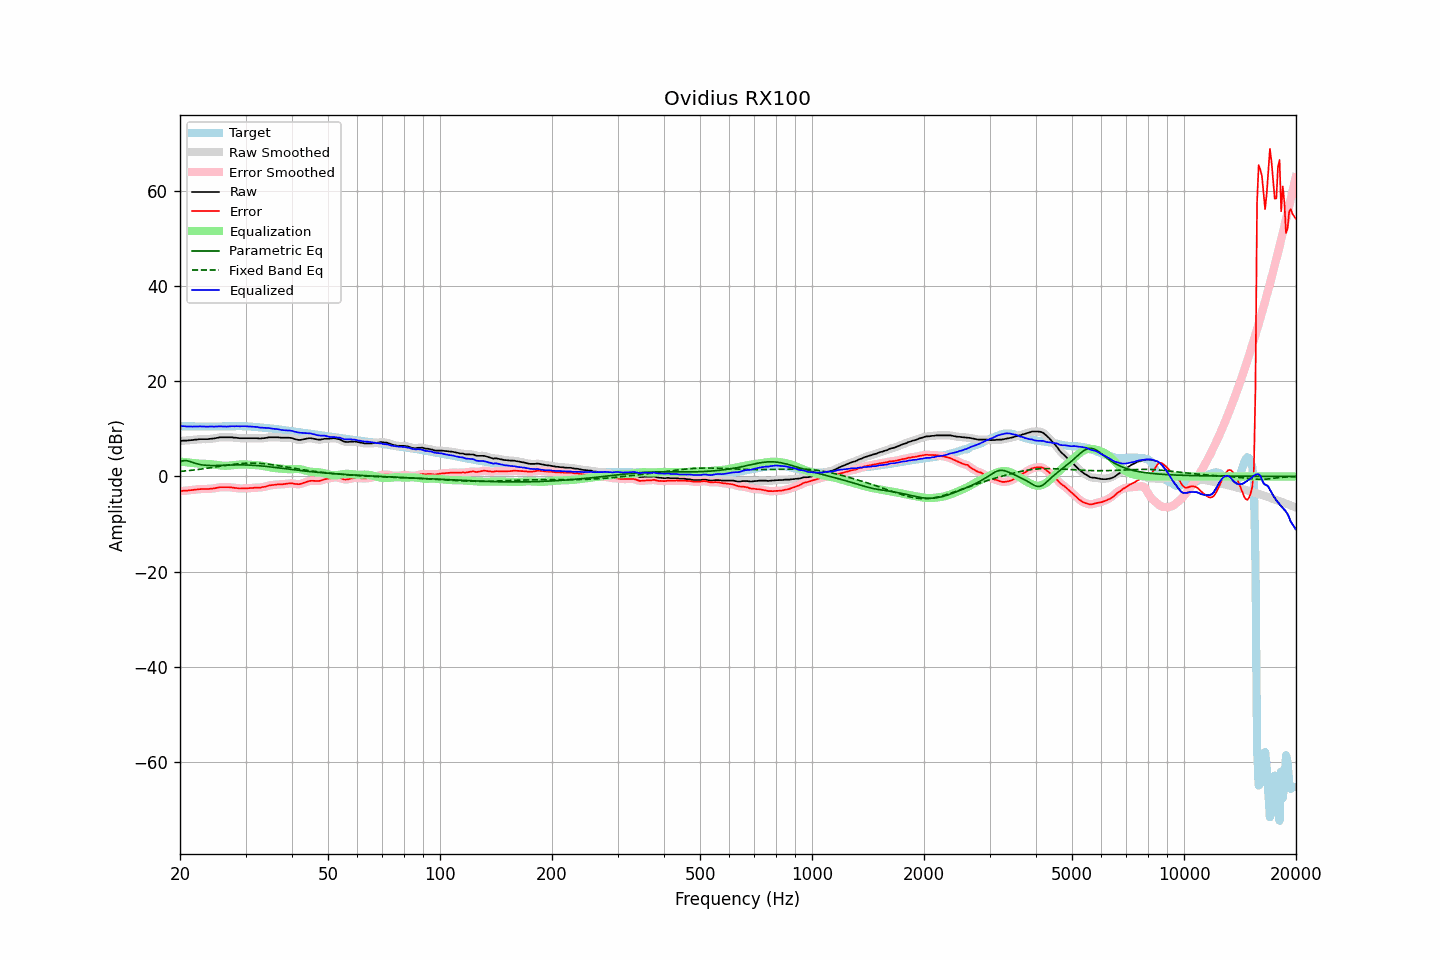 Ovidius RX100
Target
Raw Smoothed
Error Smoothed
Raw
Error
Equalization
Parametric Eq
Fixed Band Eq
Equalized
Amplitude (dBr)
60
40
20
0
−20
−40
−60
20 50 100 200 500 1000 2000 5000 10000 20000
Frequency (Hz)